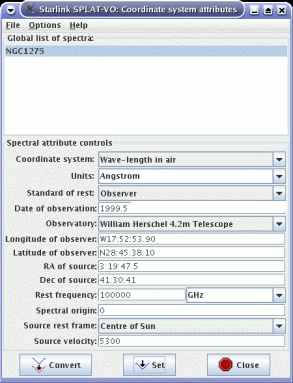 Starlink SPLAT-VO: Coordinate system attributes
File Options Help
Global list of spectra:
NGC1275
Spectral attribute controls
Coordinate system: Wave-length in air
Units: Angstrom
Standard of rest: Observer
Date of observation: 1999.5
Observatory: William Herschel 4.2m Telescope
Longitude of observer: W17:52:53.90
Latitude of observer: N28:45:38.10
RA of source: 3:19:47.5
Dec of source: 41:30:41
Rest frequency: 100000 GHz
Spectral origin: 0
Source rest frame: Centre of Sun
Source velocity: 5300
Convert Set Close